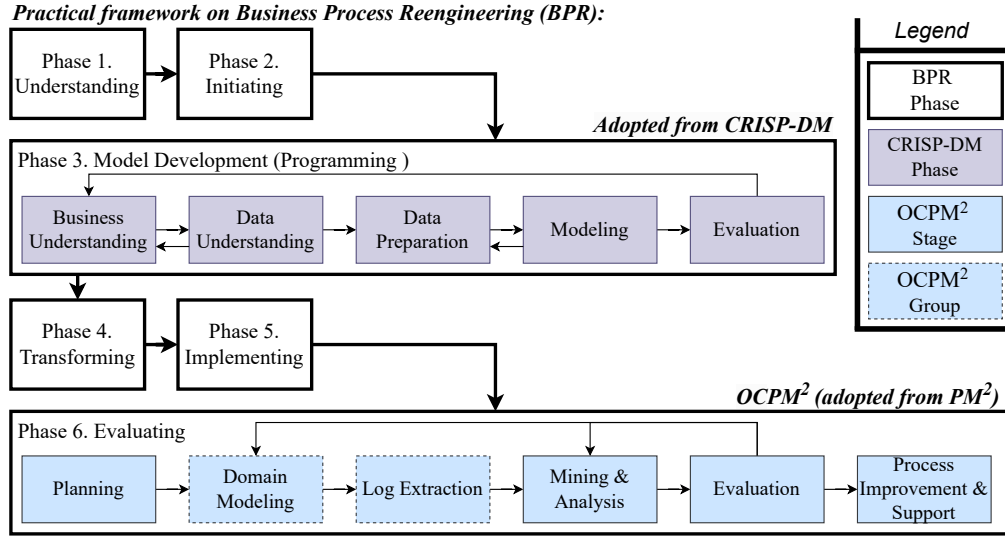 Practical framework on Business Process Reengineering (BPR):
Phase 1.
Understanding
Phase 2.
Initiating
Adopted from CRISP-DM
Phase 3. Model Development (Programming )
Business
Understanding
Data
Understanding
Data
Preparation
Modeling
Evaluation
Phase 4.
Transforming
Phase 5.
Implementing
OCPM² (adopted from PM²)
Phase 6. Evaluating
Planning
Domain
Modeling
Log Extraction
Mining &
Analysis
Evaluation
Process
Improvement &
Support
Legend
BPR
Phase
CRISP-DM
Phase
OCPM²
Stage
OCPM²
Group